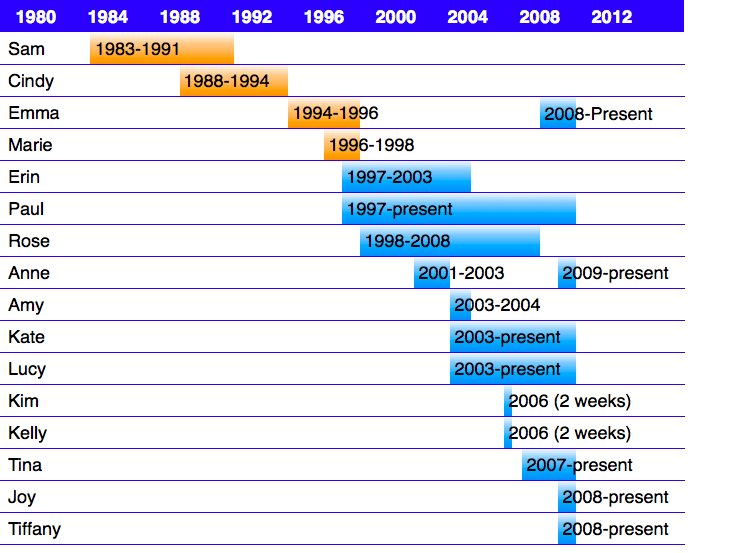 1980 1984 1988 1992 1996 2000 2004 2008 2012
Sam 1983-1991
Cindy 1988-1994
Emma 1994-1996 2008-Present
Marie 1996-1998
Erin 1997-2003
Paul 1997-present
Rose 1998-2008
Anne 2001-2003 2009-present
Amy 2003-2004
Kate 2003-present
Lucy 2003-present
Kim 2006 (2 weeks)
Kelly 2006 (2 weeks)
Tina 2007-present
Joy 2008-present
Tiffany 2008-present